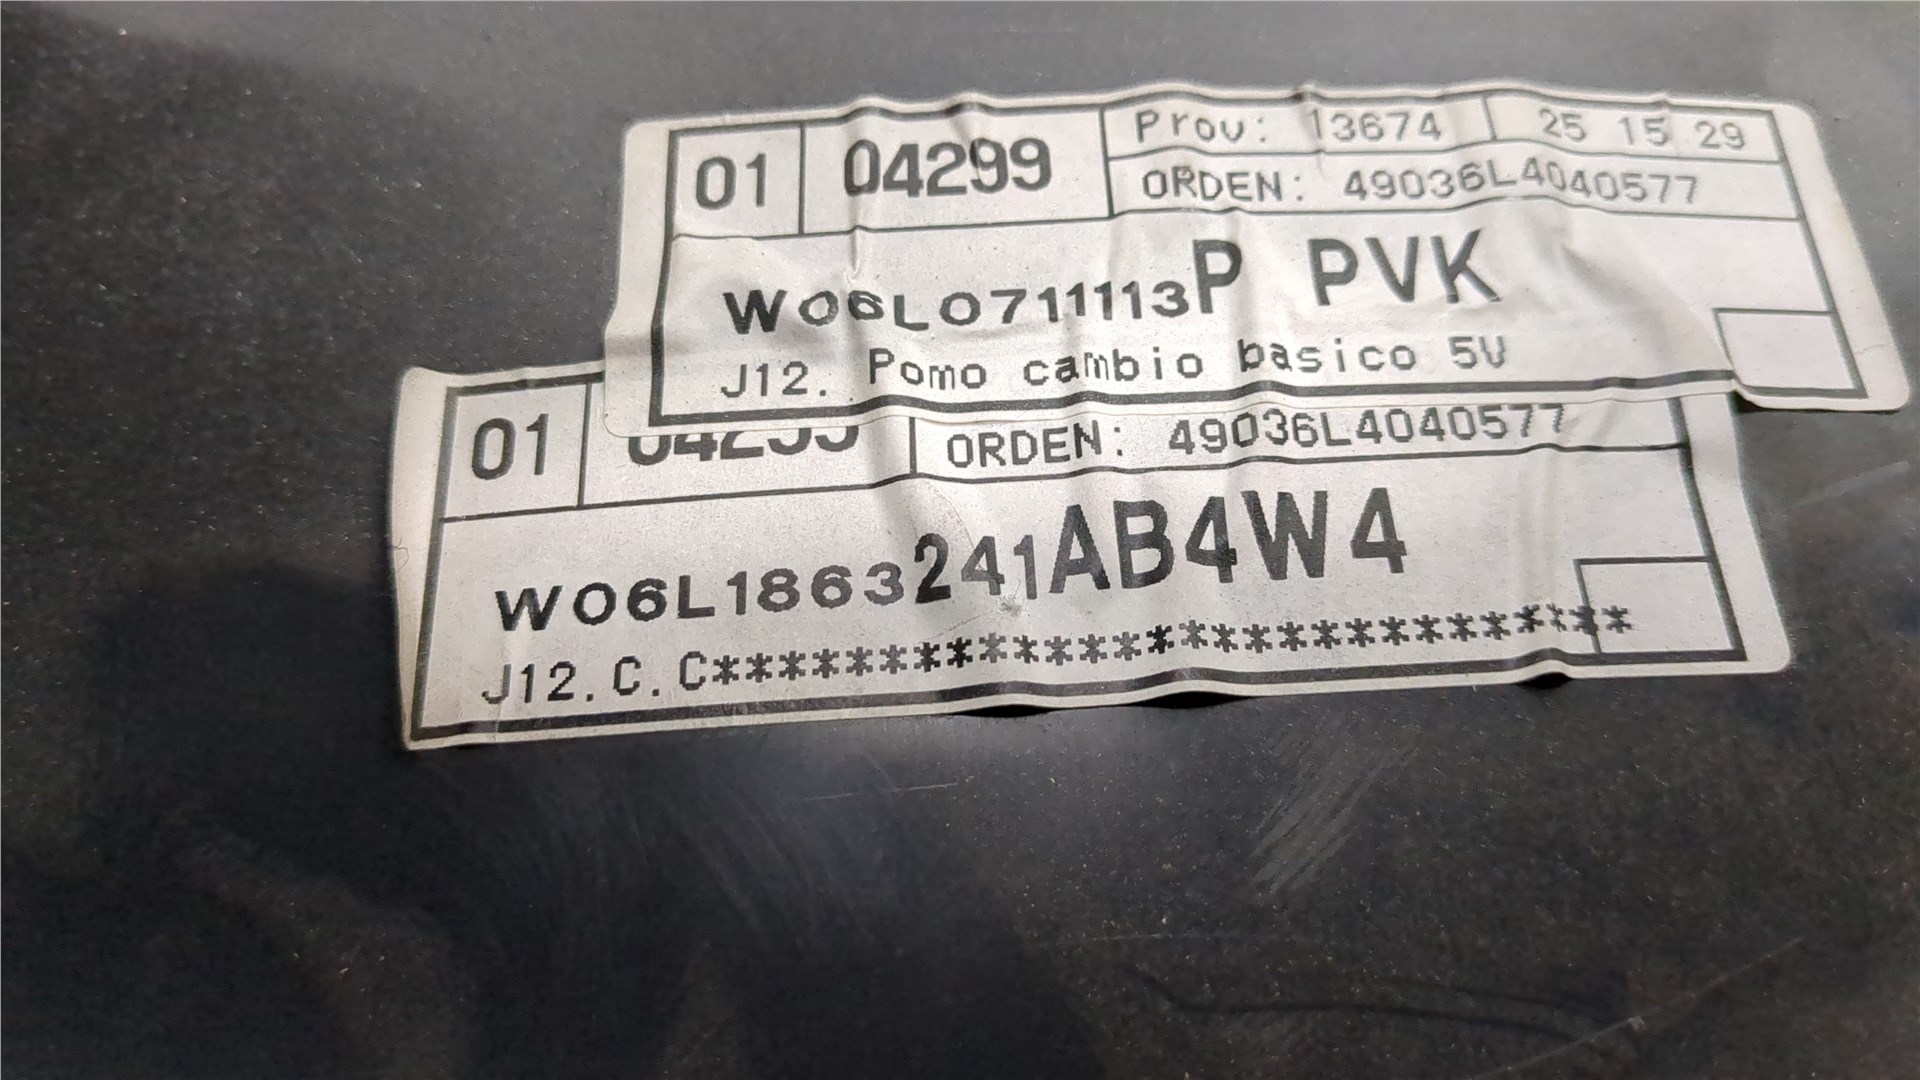 01 04299 Prov: 13674 25 15 29
ORDEN: 49036L4040577
W06L0711113P PVK
J12. Pomo cambio basico 5V
01 04299 ORDEN: 49036L4040577
W06L1863241AB4W4
J12.C.C****************************